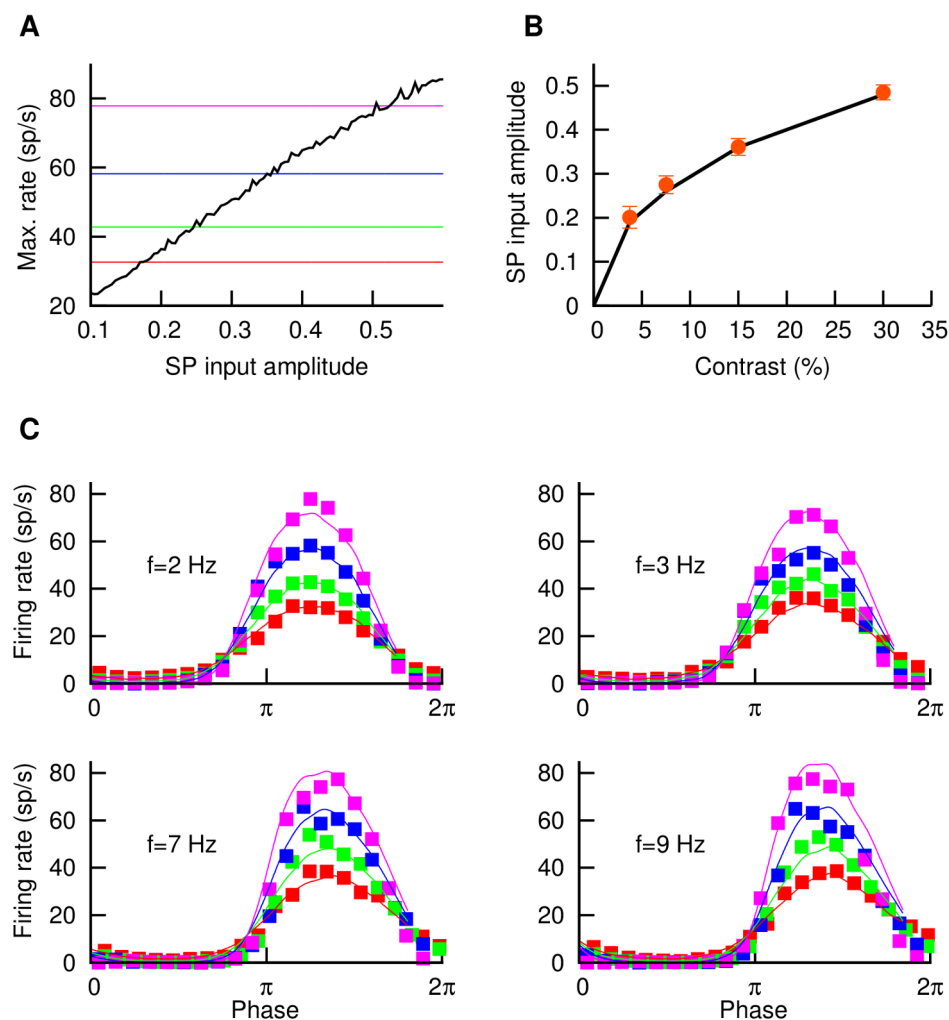 A
B
Max. rate (sp/s)
80
60
40
20
0.1 0.2 0.3 0.4 0.5
SP input amplitude
SP input amplitude
0.5
0.4
0.3
0.2
0.1
0
0 5 10 15 20 25 30 35
Contrast (%)
C
Firing rate (sp/s)
80
60
40
20
0
f=2 Hz
0 π 2π
80
60
40
20
0
f=3 Hz
0 π 2π
Firing rate (sp/s)
80
60
40
20
0
f=7 Hz
0 π 2π
Phase
80
60
40
20
0
f=9 Hz
0 π 2π
Phase